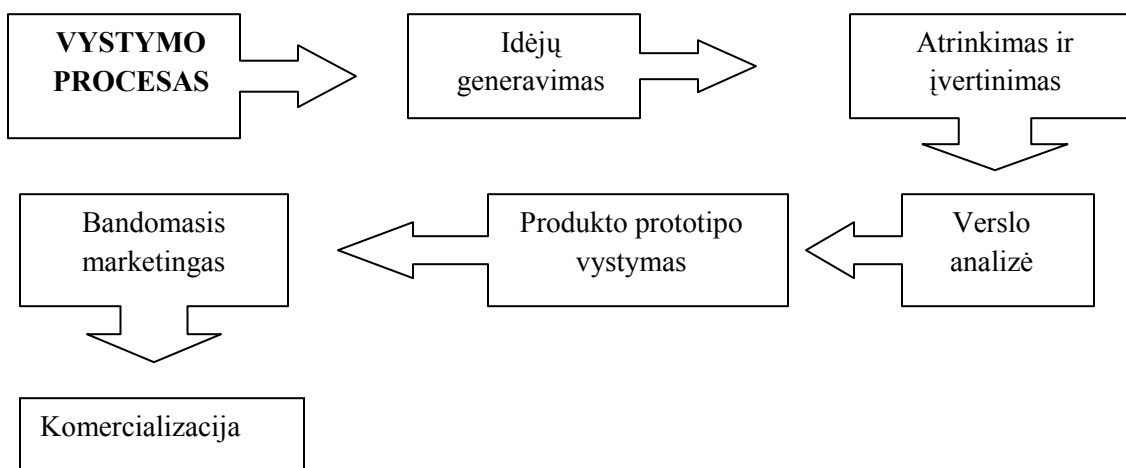 VYSTYMO
PROCESAS
Idėjų
generavimas
Atrinkimas ir
įvertinimas
Verslo
analizė
Produkto prototipo
vystymas
Bandomasis
marketingas
Komercializacija